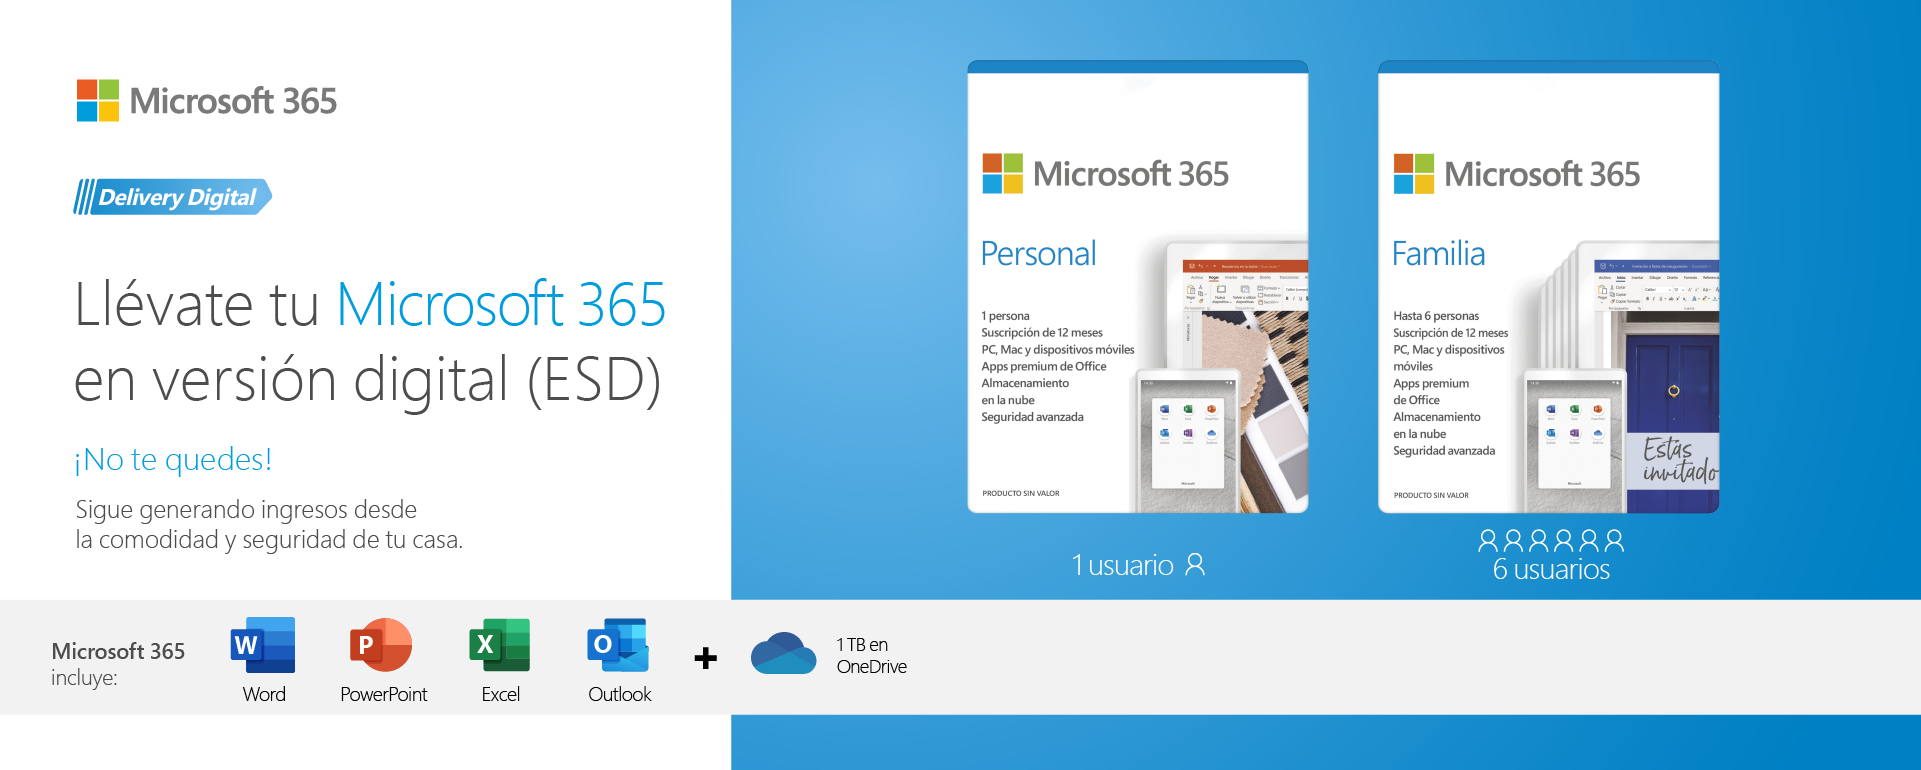 Microsoft 365
Delivery Digital
Llévate tu Microsoft 365
en versión digital (ESD)
¡No te quedes!
Sigue generando ingresos desde
la comodidad y seguridad de tu casa.
Microsoft 365
Personal
1 persona
Suscripción de 12 meses
PC, Mac y dispositivos móviles
Apps premium de Office
Almacenamiento
en la nube
Seguridad avanzada
PRODUCTO SIN VALOR
1 usuario
Microsoft 365
Familia
Hasta 6 personas
Suscripción de 12 meses
PC, Mac y dispositivos
móviles
Apps premium
de Office
Almacenamiento
en la nube
Seguridad avanzada
PRODUCTO SIN VALOR
Estás
invitado
6 usuarios
Microsoft 365
incluye:
W
Word
P
PowerPoint
X
Excel
O
Outlook
+
1 TB en
OneDrive